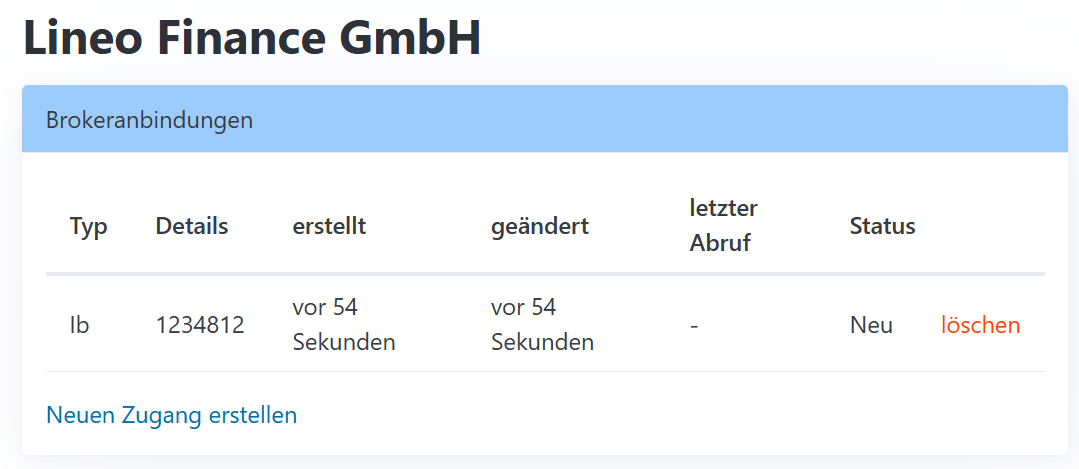 Lineo Finance GmbH
Brokeranbindungen
Typ Details erstellt geändert letzter Abruf Status
Ib 1234812 vor 54 Sekunden vor 54 Sekunden - Neu löschen
Neuen Zugang erstellen